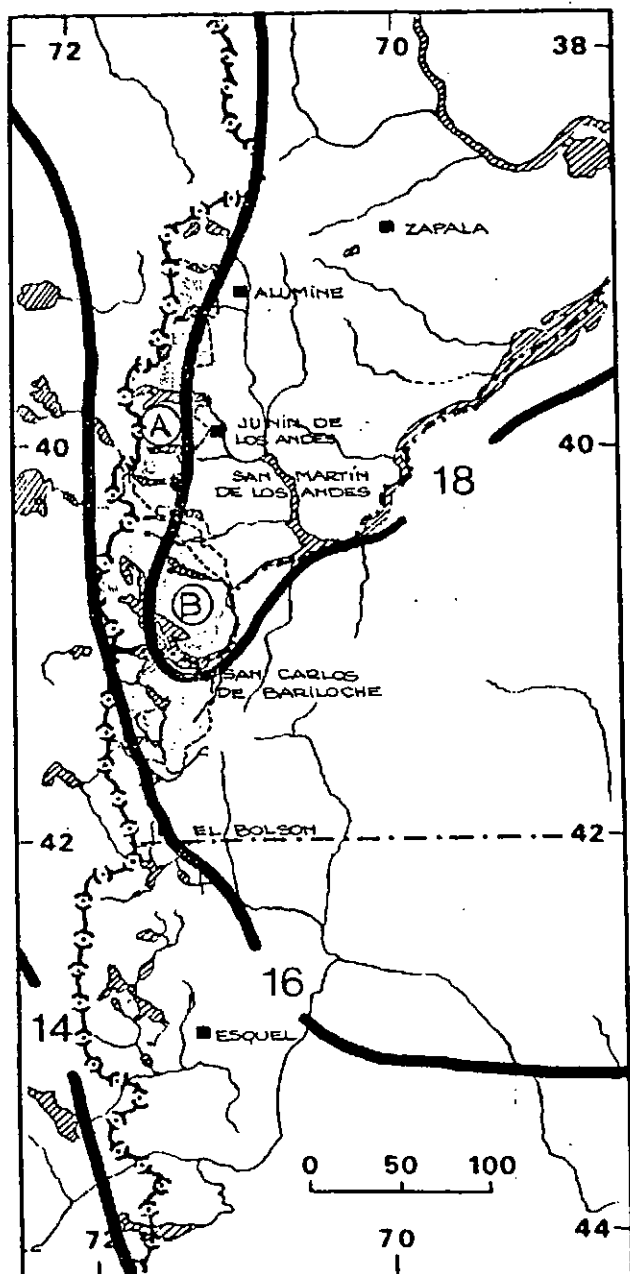 72 70 38
ZAPALA
ALUMINE
A
JUNIN DE
LOS ANDES
40 40
SAN MARTÍN
DE LOS ANDES
18
B
SAN CARLOS
DE BARILOCHE
EL BOLSON
42 42
16
14
ESQUEL
0 50 100
72 70 44